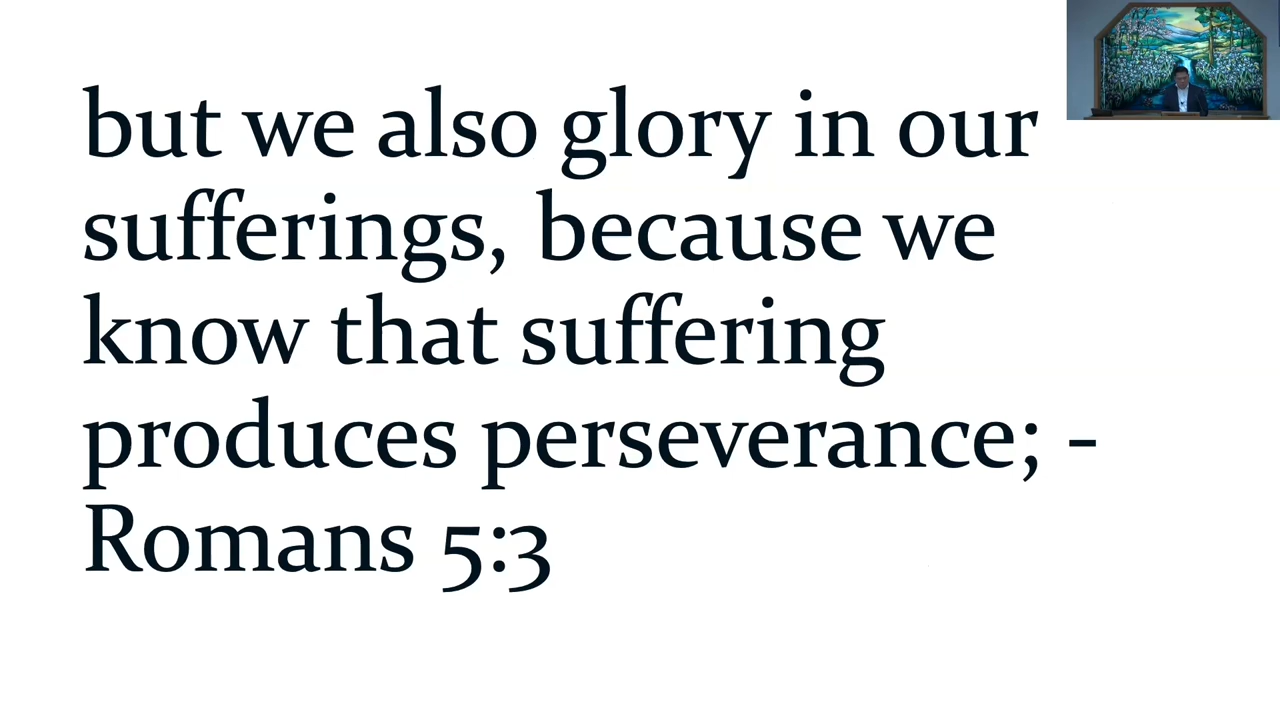 but we also glory in our
sufferings, because we
know that suffering
produces perseverance; -
Romans 5:3